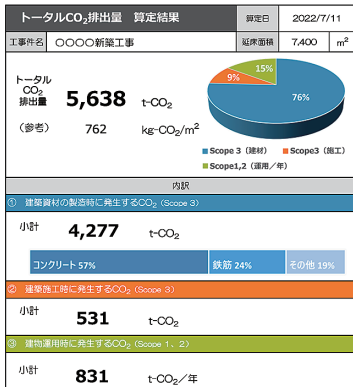 トータルCO₂排出量 算定結果 算定日 2022/7/11
工事件名 〇〇〇〇新築工事 延床面積 7,400 m²
トータル
CO₂
排出量 5,638 t-CO₂
(参考) 762 kg-CO₂/m²
15%
9%
76%
Scope 3(建材) Scope3(施工)
Scope1,2(運用/年)
内訳
① 建築資材の製造時に発生するCO₂(Scope 3)
小計 4,277 t-CO₂
コンクリート 57% 鉄筋 24% その他 19%
② 建築施工時に発生するCO₂(Scope 3)
小計 531 t-CO₂
③ 建物運用時に発生するCO₂(Scope 1、2)
小計 831 t-CO₂/年